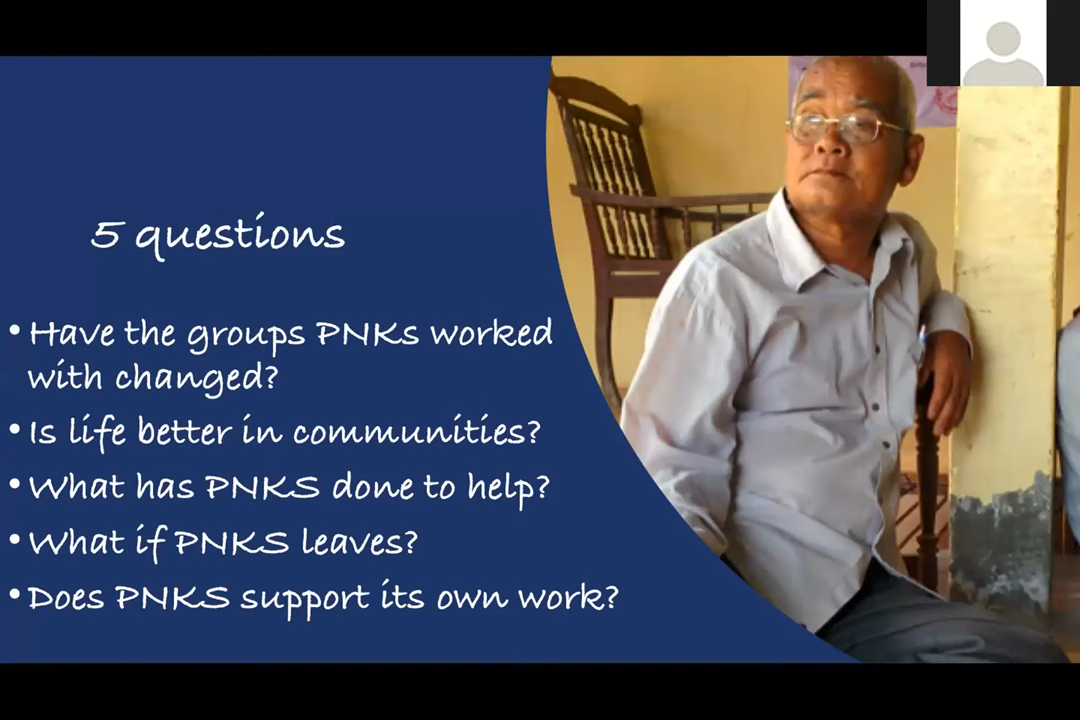 5 questions
• Have the groups PNKs worked
with changed?
• Is life better in communities?
• What has PNKS done to help?
• What if PNKS leaves?
• Does PNKS support its own work?